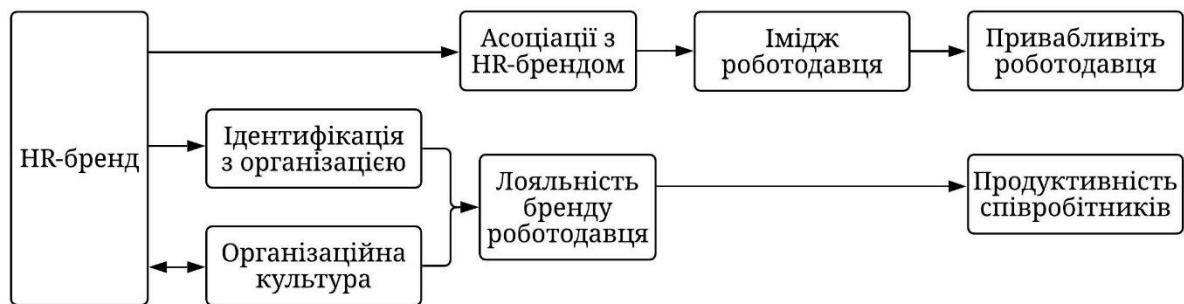 HR-бренд
Асоціації з
HR-брендом
Імідж
роботодавця
Привабливіть
роботодавця
Ідентифікація
з організацією
Організаційна
культура
Лояльність
бренду
роботодавця
Продуктивність
співробітників